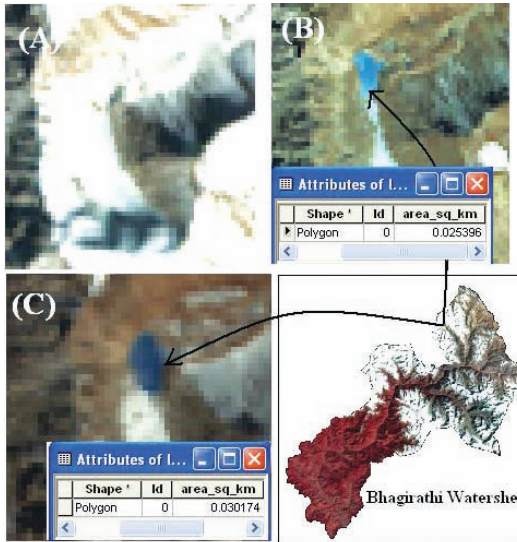 (A)
(B)
Attributes of l...
Shape * Id area_sq_km
Polygon 0 0.025396
(C)
Attributes of l...
Shape * Id area_sq_km
Polygon 0 0.030174
Bhagirathi Watershe